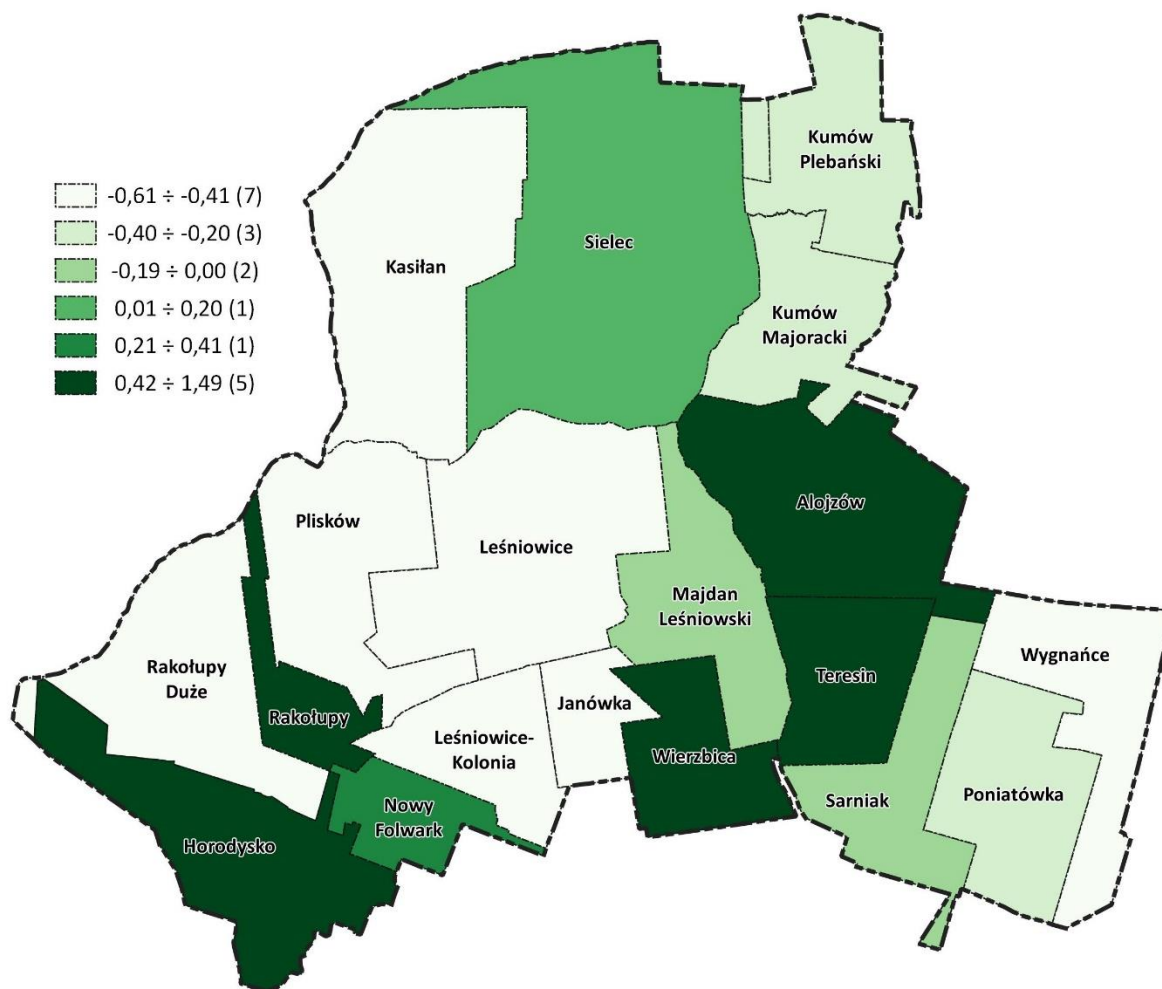 -0,61 ÷ -0,41 (7)
-0,40 ÷ -0,20 (3)
-0,19 ÷ 0,00 (2)
0,01 ÷ 0,20 (1)
0,21 ÷ 0,41 (1)
0,42 ÷ 1,49 (5)
Kumów
Plebański
Sielec
Kasiłan
Kumów
Majoracki
Alojzów
Plisków
Leśniowice
Majdan
Leśniowski
Wygnańce
Rakołupy
Duże
Teresin
Janówka
Rakołupy
Leśniowice-
Kolonia
Wierzbica
Sarniak
Poniatówka
Nowy
Folwark
Horodysko